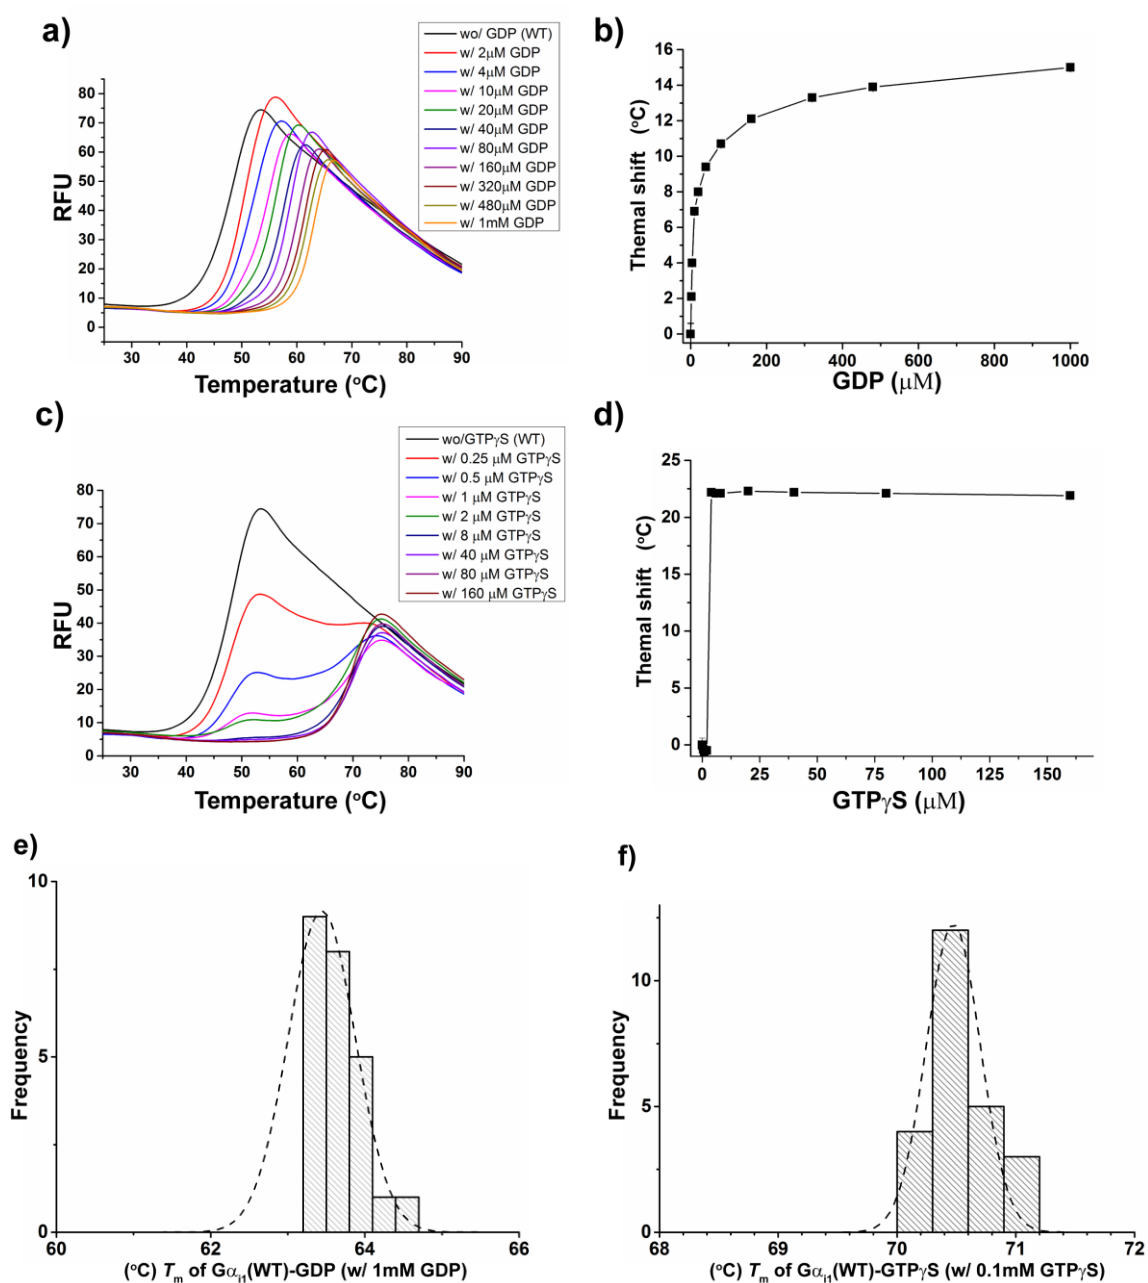 a)
RFU
80
70
60
50
40
30
20
10
0
30
40
50
60
70
80
90
Temperature (°C)
wo/ GDP (WT)
w/ 2μM GDP
w/ 4μM GDP
w/ 10μM GDP
w/ 20μM GDP
w/ 40μM GDP
w/ 80μM GDP
w/ 160μM GDP
w/ 320μM GDP
w/ 480μM GDP
w/ 1mM GDP
b)
Themal shift (°C)
16
14
12
10
8
6
4
2
0
0
200
400
600
800
1000
GDP (μM)
c)
RFU
80
70
60
50
40
30
20
10
0
30
40
50
60
70
80
90
Temperature (°C)
wo/GTPγS (WT)
w/ 0.25 μM GTPγS
w/ 0.5 μM GTPγS
w/ 1 μM GTPγS
w/ 2 μM GTPγS
w/ 8 μM GTPγS
w/ 40 μM GTPγS
w/ 80 μM GTPγS
w/ 160 μM GTPγS
d)
Themal shift (°C)
25
20
15
10
5
0
0
25
50
75
100
125
150
GTPγS (μM)
e)
Frequency
10
5
0
60
62
64
66
(°C) Tm of Gαi1(WT)-GDP (w/ 1mM GDP)
f)
Frequency
10
5
0
68
69
70
71
72
(°C) Tm of Gαi1(WT)-GTPγS (w/ 0.1mM GTPγS)